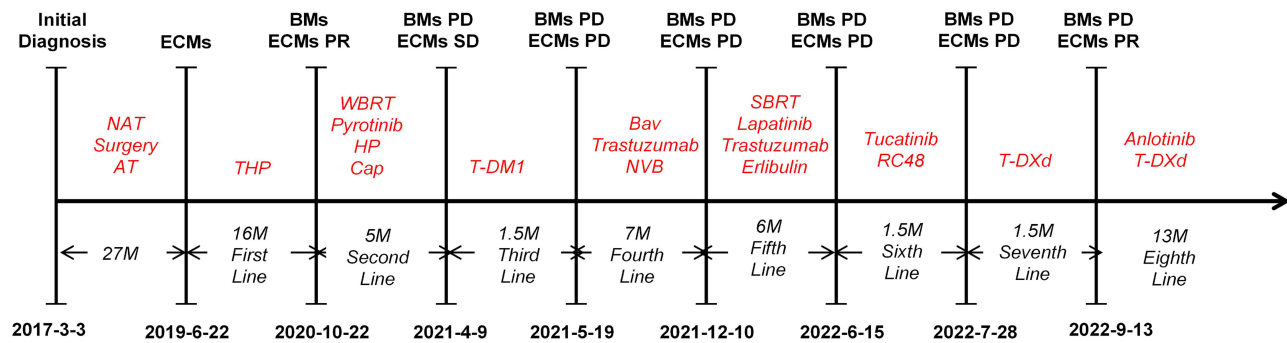 Initial
Diagnosis
ECMs
BMs
ECMs PR
BMs PD
ECMs SD
BMs PD
ECMs PD
BMs PD
ECMs PD
BMs PD
ECMs PD
BMs PD
ECMs PD
BMs PD
ECMs PR
NAT
Surgery
AT
THP
WBRT
Pyrotinib
HP
Cap
T-DM1
Bav
Trastuzumab
NVB
SBRT
Lapatinib
Trastuzumab
Erlibulin
Tucatinib
RC48
T-DXd
Anlotinib
T-DXd
27M
16M
First
Line
5M
Second
Line
1.5M
Third
Line
7M
Fourth
Line
6M
Fifth
Line
1.5M
Sixth
Line
1.5M
Seventh
Line
13M
Eighth
Line
2017-3-3
2019-6-22
2020-10-22
2021-4-9
2021-5-19
2021-12-10
2022-6-15
2022-7-28
2022-9-13